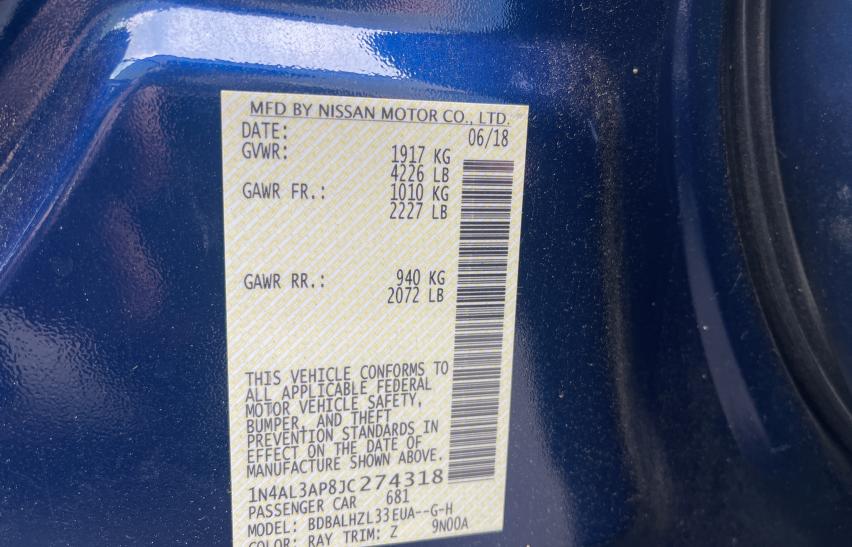 MFD BY NISSAN MOTOR CO., LTD.
DATE: 06/18
GVWR: 1917 KG
4226 LB
GAWR FR.: 1010 KG
2227 LB
GAWR RR.: 940 KG
2072 LB
THIS VEHICLE CONFORMS TO
ALL APPLICABLE FEDERAL
MOTOR VEHICLE SAFETY,
BUMPER, AND THEFT
PREVENTION STANDARDS IN
EFFECT ON THE DATE OF
MANUFACTURE SHOWN ABOVE.
1N4AL3AP8JC274318
PASSENGER CAR 681
MODEL: BDBALHZL33EUA--G-H
COLOR: RAY TRIM: Z 9N00A